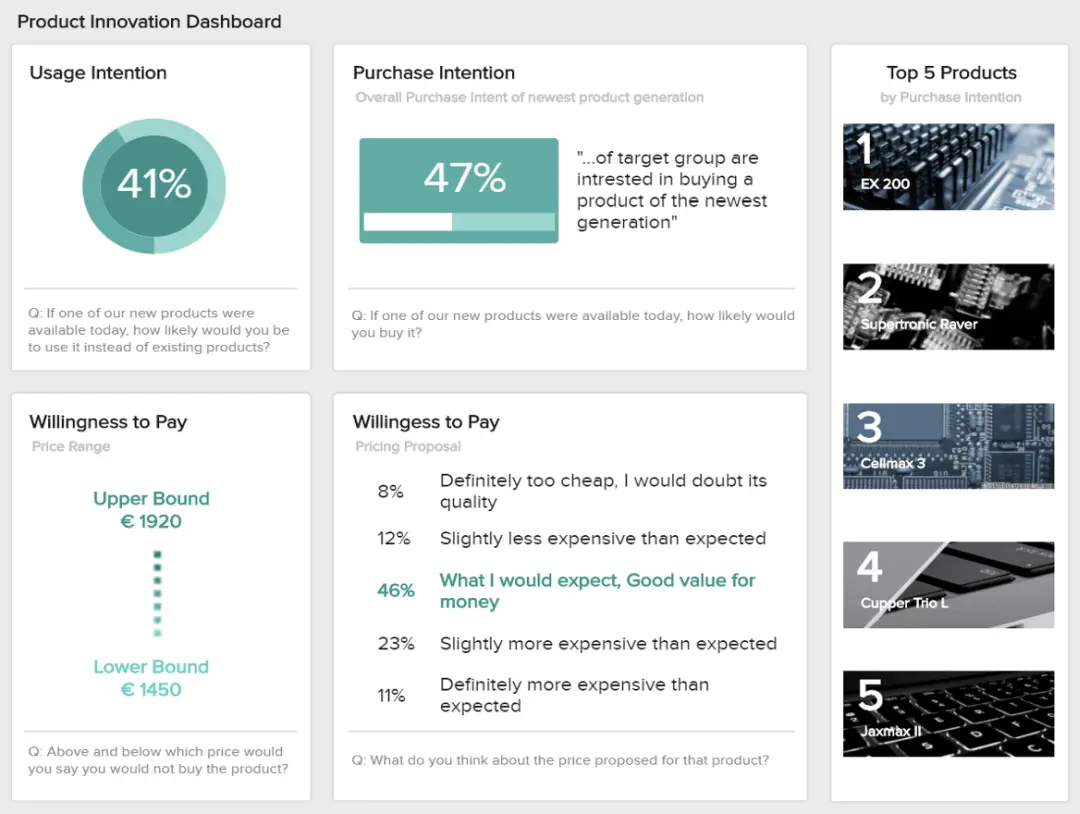 Product Innovation Dashboard
Usage Intention
41%
Q: If one of our new products were
available today, how likely would you be
to use it instead of existing products?
Purchase Intention
Overall Purchase Intent of newest product generation
47%
"...of target group are
intrested in buying a
product of the newest
generation"
Q: If one of our new products were available today, how likely would
you buy it?
Willingness to Pay
Price Range
Upper Bound
€ 1920
Lower Bound
€ 1450
Q: Above and below which price would
you say you would not buy the product?
Willingess to Pay
Pricing Proposal
8% Definitely too cheap, I would doubt its
quality
12% Slightly less expensive than expected
46% What I would expect, Good value for
money
23% Slightly more expensive than expected
11% Definitely more expensive than
expected
Q: What do you think about the price proposed for that product?
Top 5 Products
by Purchase Intention
1
EX 200
2
Supertronic Raver
3
Cellmax 3
4
Cupper Trio L
5
Jaxmax II